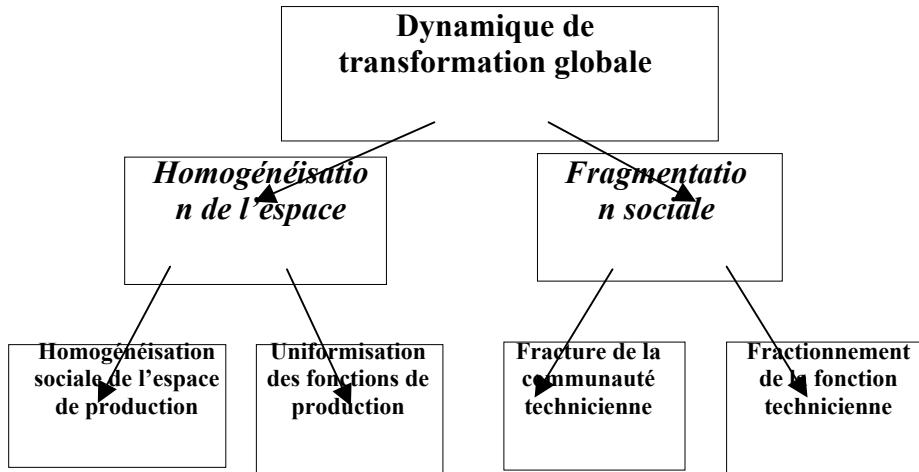 Dynamique de
transformation globale
Homogénéisatio
n de l'espace
Fragmentatio
n sociale
Homogénéisation
sociale de l'espace
de production
Uniformisation
des fonctions de
production
Fracture de la
communauté
technicienne
Fractionnement
de la fonction
technicienne